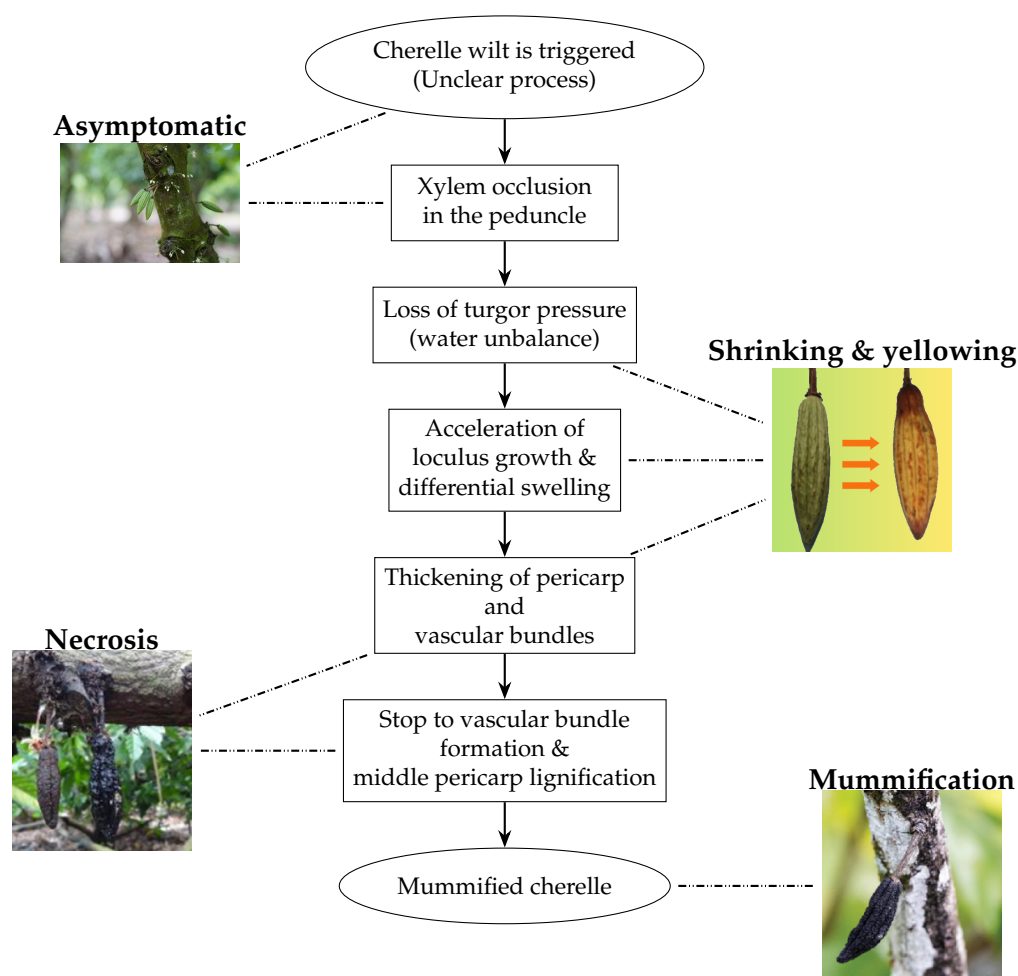 Cherelle wilt is triggered
(Unclear process)
Asymptomatic
Xylem occlusion
in the peduncle
Loss of turgor pressure
(water unbalance)
Shrinking & yellowing
Acceleration of
loculus growth &
differential swelling
Thickening of pericarp
and
vascular bundles
Necrosis
Stop to vascular bundle
formation &
middle pericarp lignification
Mummification
Mummified cherelle